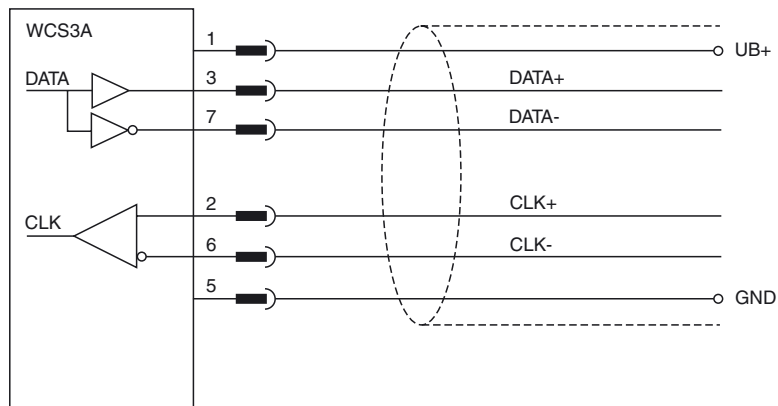 WCS3A
1
UB+
DATA
3
DATA+
7
DATA-
2
CLK+
CLK
6
CLK-
5
GND